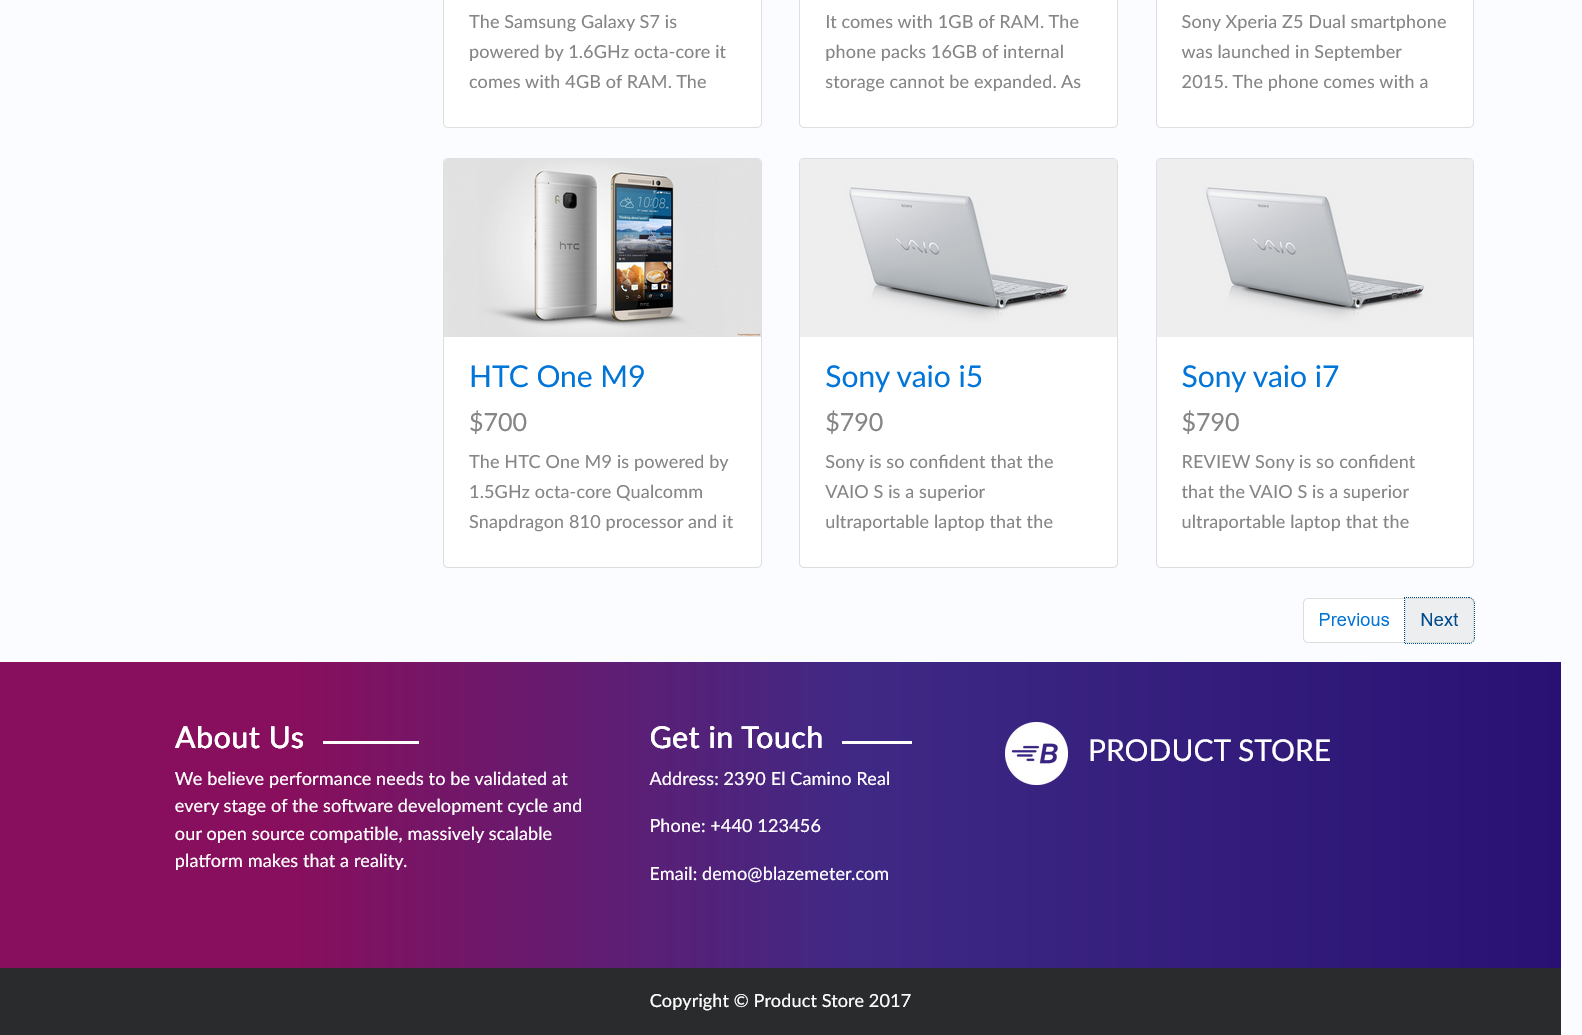 The Samsung Galaxy S7 is
powered by 1.6GHz octa-core it
comes with 4GB of RAM. The
It comes with 1GB of RAM. The
phone packs 16GB of internal
storage cannot be expanded. As
Sony Xperia Z5 Dual smartphone
was launched in September
2015. The phone comes with a
hTC
10:08
VAIO
VAIO
HTC One M9
$700
The HTC One M9 is powered by
1.5GHz octa-core Qualcomm
Snapdragon 810 processor and it
Sony vaio i5
$790
Sony is so confident that the
VAIO S is a superior
ultraportable laptop that the
Sony vaio i7
$790
REVIEW Sony is so confident
that the VAIO S is a superior
ultraportable laptop that the
Previous
Next
About Us
We believe performance needs to be validated at
every stage of the software development cycle and
our open source compatible, massively scalable
platform makes that a reality.
Get in Touch
Address: 2390 El Camino Real
Phone: +440 123456
Email: demo@blazemeter.com
B PRODUCT STORE
Copyright © Product Store 2017